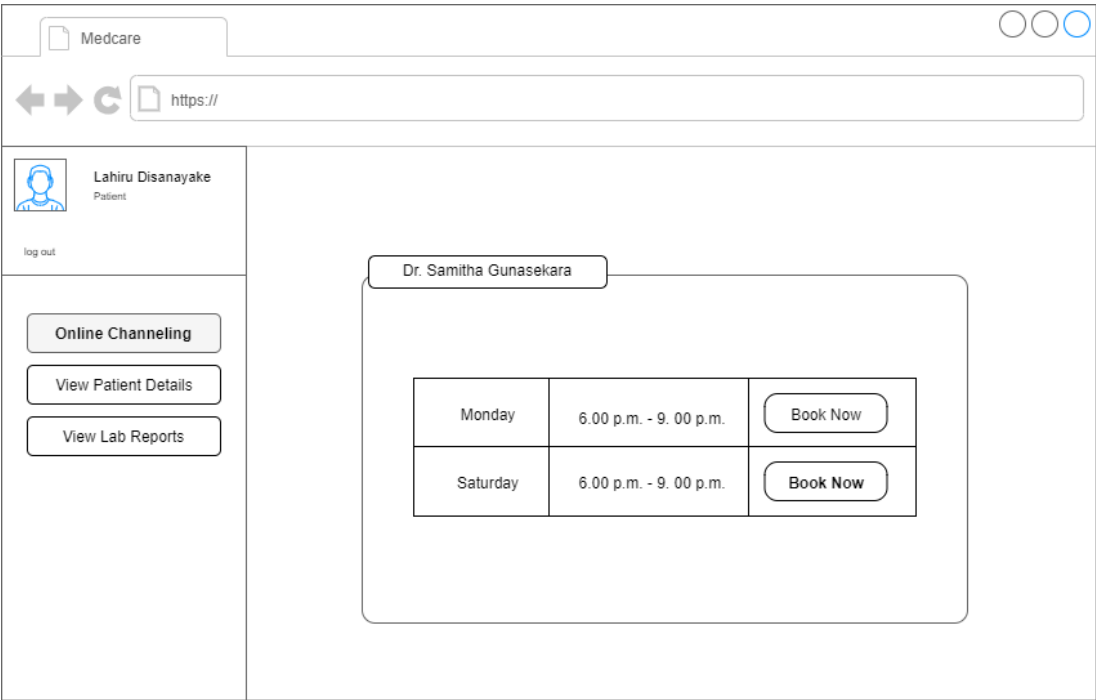 Medcare
https://
Lahiru Disanayake
Patient
log out
Online Channeling
View Patient Details
View Lab Reports
Dr. Samitha Gunasekara
Monday
6.00 p.m. - 9. 00 p.m.
Book Now
Saturday
6.00 p.m. - 9. 00 p.m.
Book Now